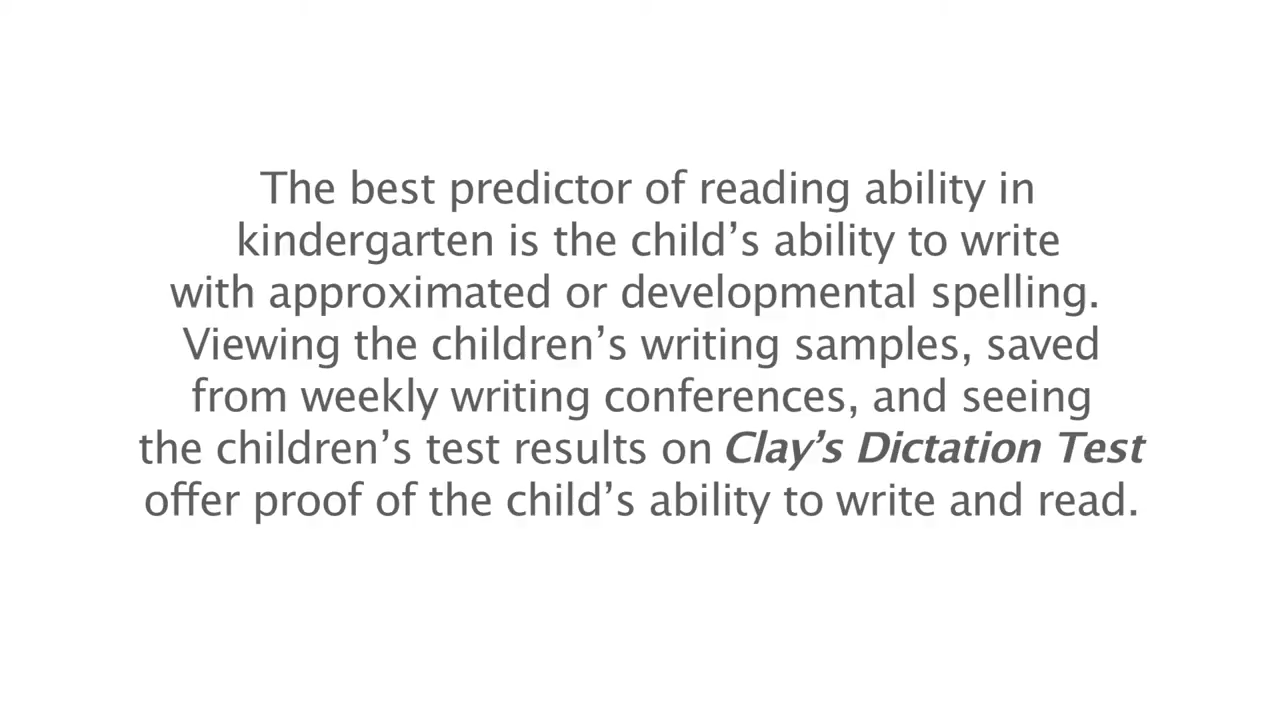 The best predictor of reading ability in
kindergarten is the child’s ability to write
with approximated or developmental spelling.
Viewing the children’s writing samples, saved
from weekly writing conferences, and seeing
the children’s test results on Clay’s Dictation Test
offer proof of the child’s ability to write and read.